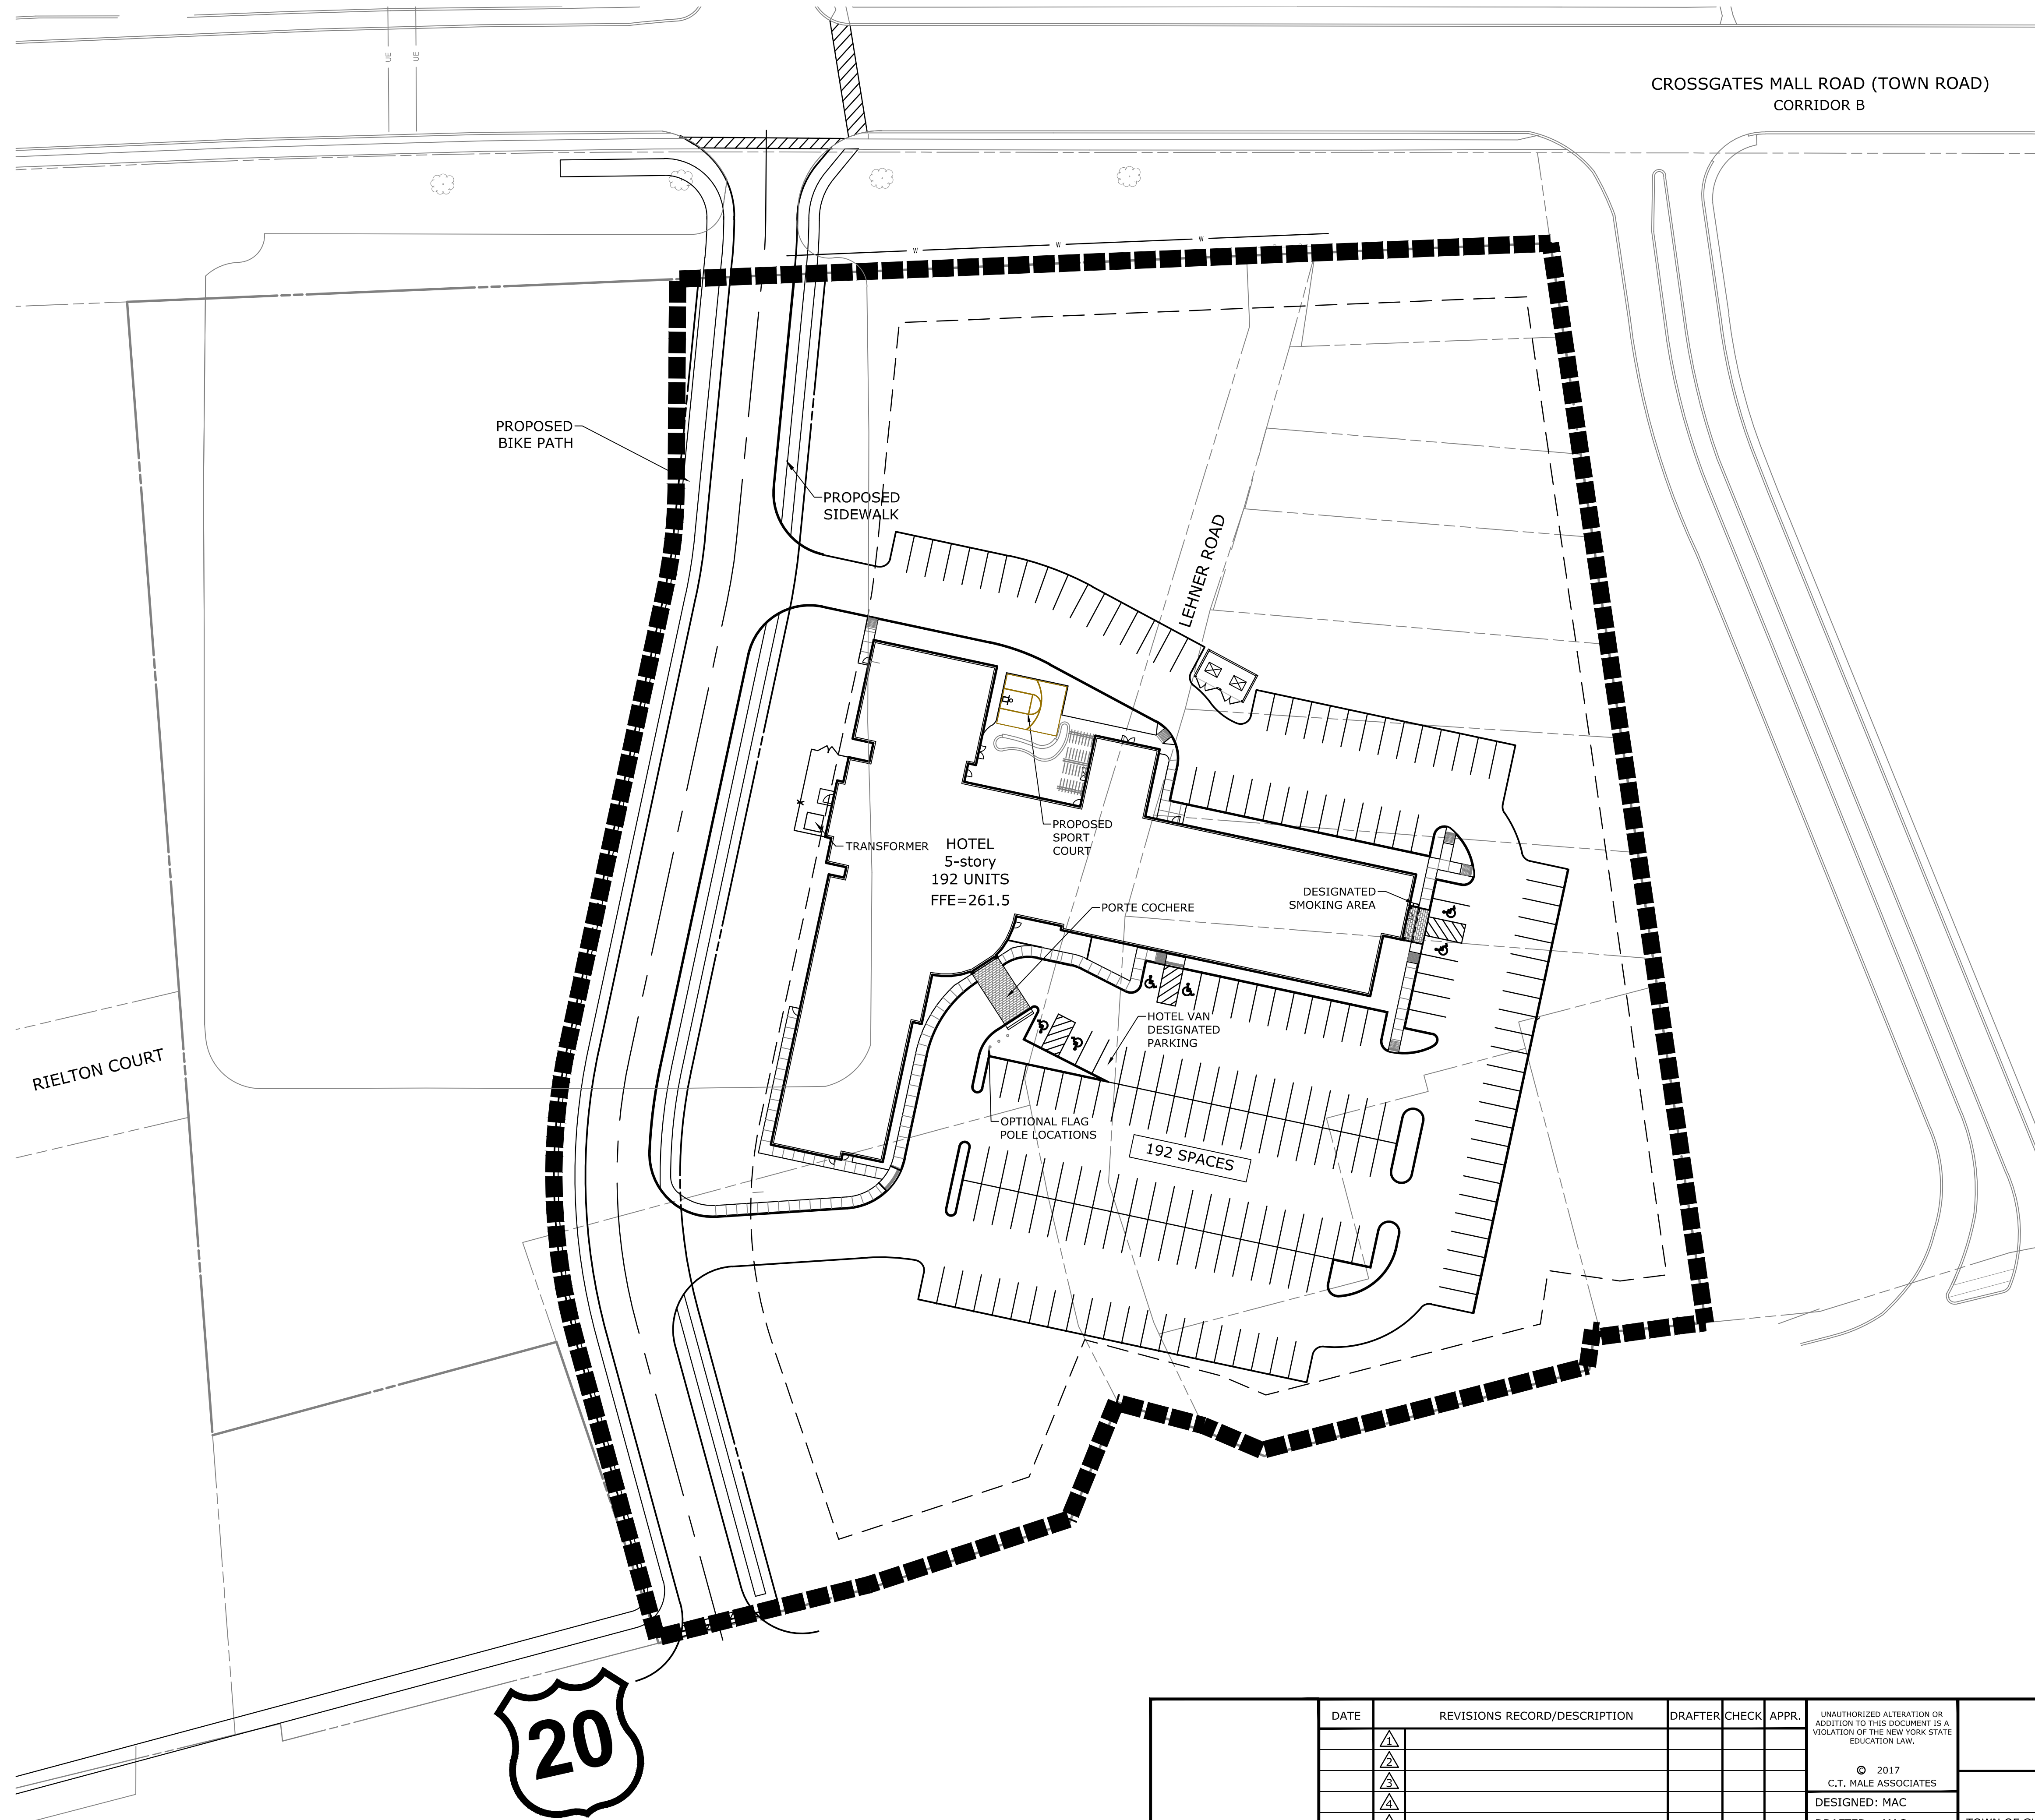 UE
UE
CROSSGATES MALL ROAD (TOWN ROAD)
CORRIDOR B
W
W
W
PROPOSED
BIKE PATH
PROPOSED
SIDEWALK
LEHNER ROAD
PROPOSED
SPORT
COURT
TRANSFORMER
HOTEL
5-story
192 UNITS
FFE=261.5
DESIGNATED
SMOKING AREA
PORTE COCHERE
HOTEL VAN
DESIGNATED
PARKING
RIELTON COURT
OPTIONAL FLAG
POLE LOCATIONS
192 SPACES
20
DATE
REVISIONS RECORD/DESCRIPTION
DRAFTER
CHECK
APPR.
1
2
3
4
UNAUTHORIZED ALTERATION OR
ADDITION TO THIS DOCUMENT IS A
VIOLATION OF THE NEW YORK STATE
EDUCATION LAW.
© 2017
C.T. MALE ASSOCIATES
DESIGNED: MAC